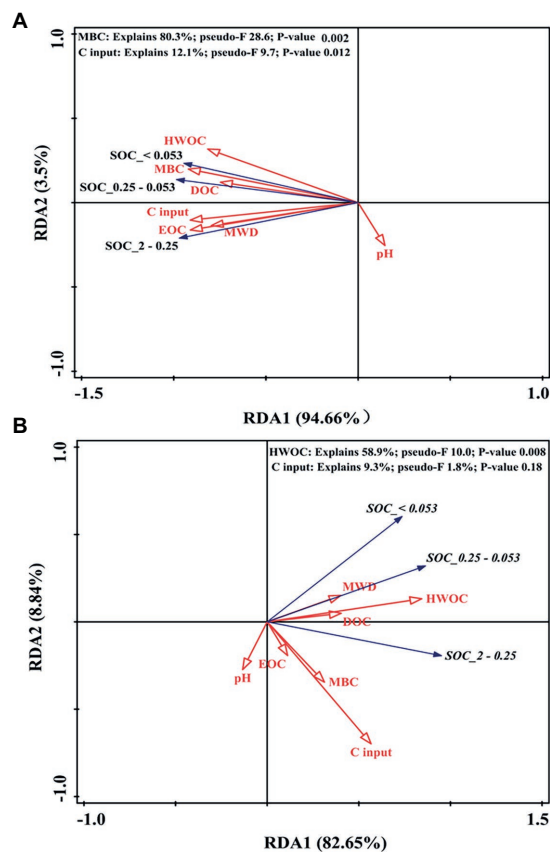 A
1.0
MBC: Explains 80.3%; pseudo-F 28.6; P-value 0.002
C input: Explains 12.1%; pseudo-F 9.7; P-value 0.012
HWOC
SOC_< 0.053
MBC
SOC_0.25 - 0.053
DOC
C input
EOC
MWD
SOC_2 - 0.25
pH
RDA2 (3.5%)
-1.0
-1.5
1.0
RDA1 (94.66%）
B
1.0
HWOC: Explains 58.9%; pseudo-F 10.0; P-value 0.008
C input: Explains 9.3%; pseudo-F 1.8%; P-value 0.18
SOC_< 0.053
SOC_0.25 - 0.053
MWD
HWOC
DOC
EOC
SOC_2 - 0.25
pH
MBC
C input
RDA2 (8.84%)
-1.0
-1.0
1.5
RDA1 (82.65%)